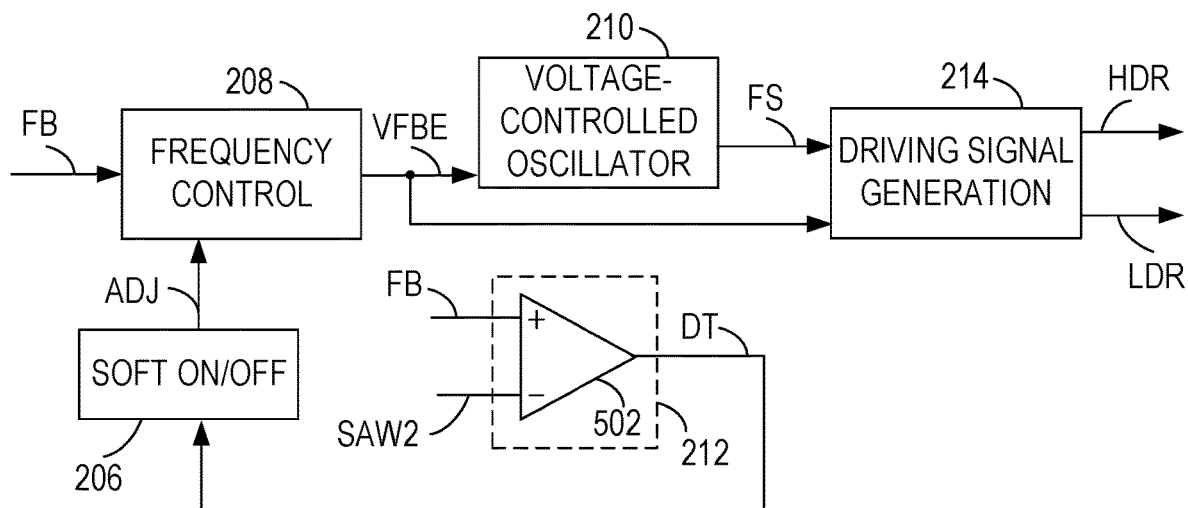 210
208
VOLTAGE-
CONTROLLED
OSCILLATOR
214
HDR
FB
FREQUENCY
CONTROL
VFBE
FS
DRIVING SIGNAL
GENERATION
LDR
ADJ
FB
+
DT
SOFT ON/OFF
−
502
SAW2
212
206